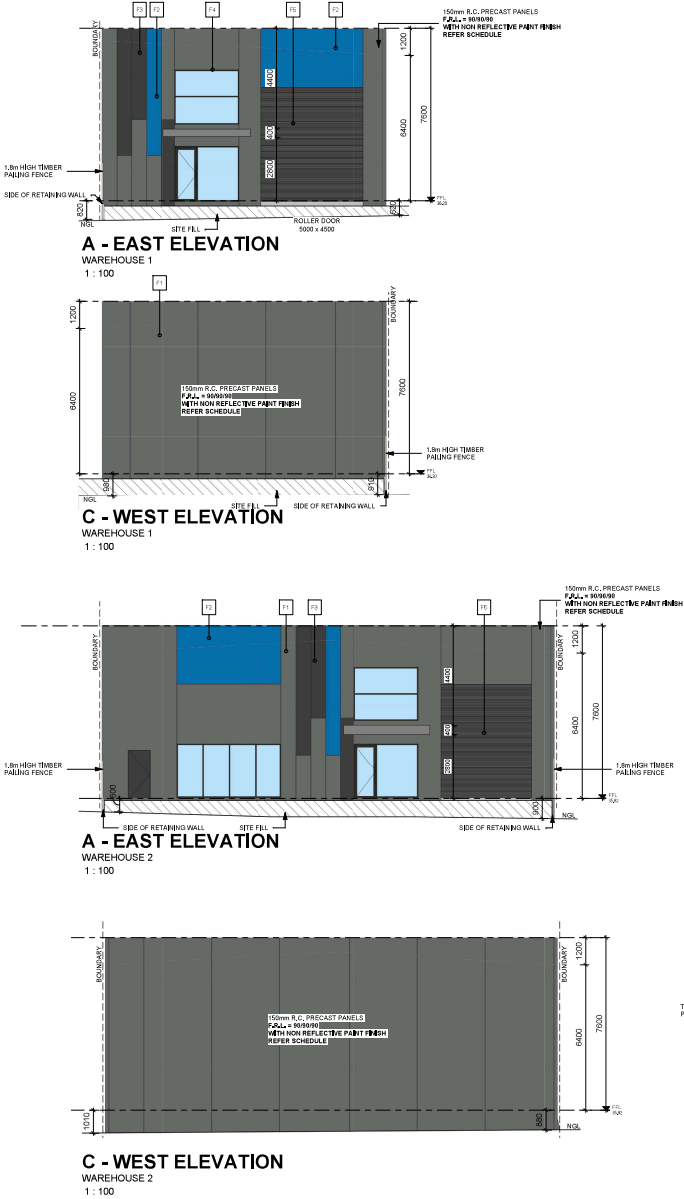 F3
F2
F4
F5
F2
150mm R.C. PRECAST PANELS
F.R.L. = 90/90/90
WITH NON REFLECTIVE PAINT FINISH
REFER SCHEDULE
BOUNDARY
1200
4400
7600
6400
400
2800
1.8m HIGH TIMBER
PAILING FENCE
SIDE OF RETAINING WALL
FFL
820
620
NGL
SITE FILL
ROLLER DOOR
5000 x 4500
A - EAST ELEVATION
WAREHOUSE 1
1 : 100
F1
BOUNDARY
1200
6400
7600
150mm R.C. PRECAST PANELS
F.R.L. = 90/90/90
WITH NON REFLECTIVE PAINT FINISH
REFER SCHEDULE
1.8m HIGH TIMBER
PAILING FENCE
FFL
980
910
NGL
SITE FILL
SIDE OF RETAINING WALL
C - WEST ELEVATION
WAREHOUSE 1
1 : 100
150mm R.C. PRECAST PANELS
F.R.L. = 90/90/90
WITH NON REFLECTIVE PAINT FINISH
REFER SCHEDULE
F2
F1
F3
F5
BOUNDARY
BOUNDARY
1200
4400
6400
7600
400
2800
1.8m HIGH TIMBER
PAILING FENCE
1.8m HIGH TIMBER
PAILING FENCE
FFL
900
NGL
SIDE OF RETAINING WALL
SITE FILL
SIDE OF RETAINING WALL
A - EAST ELEVATION
WAREHOUSE 2
1 : 100
BOUNDARY
BOUNDARY
1200
7600
6400
150mm R.C. PRECAST PANELS
F.R.L. = 90/90/90
WITH NON REFLECTIVE PAINT FINISH
REFER SCHEDULE
FFL
1010
880
NGL
C - WEST ELEVATION
WAREHOUSE 2
1 : 100